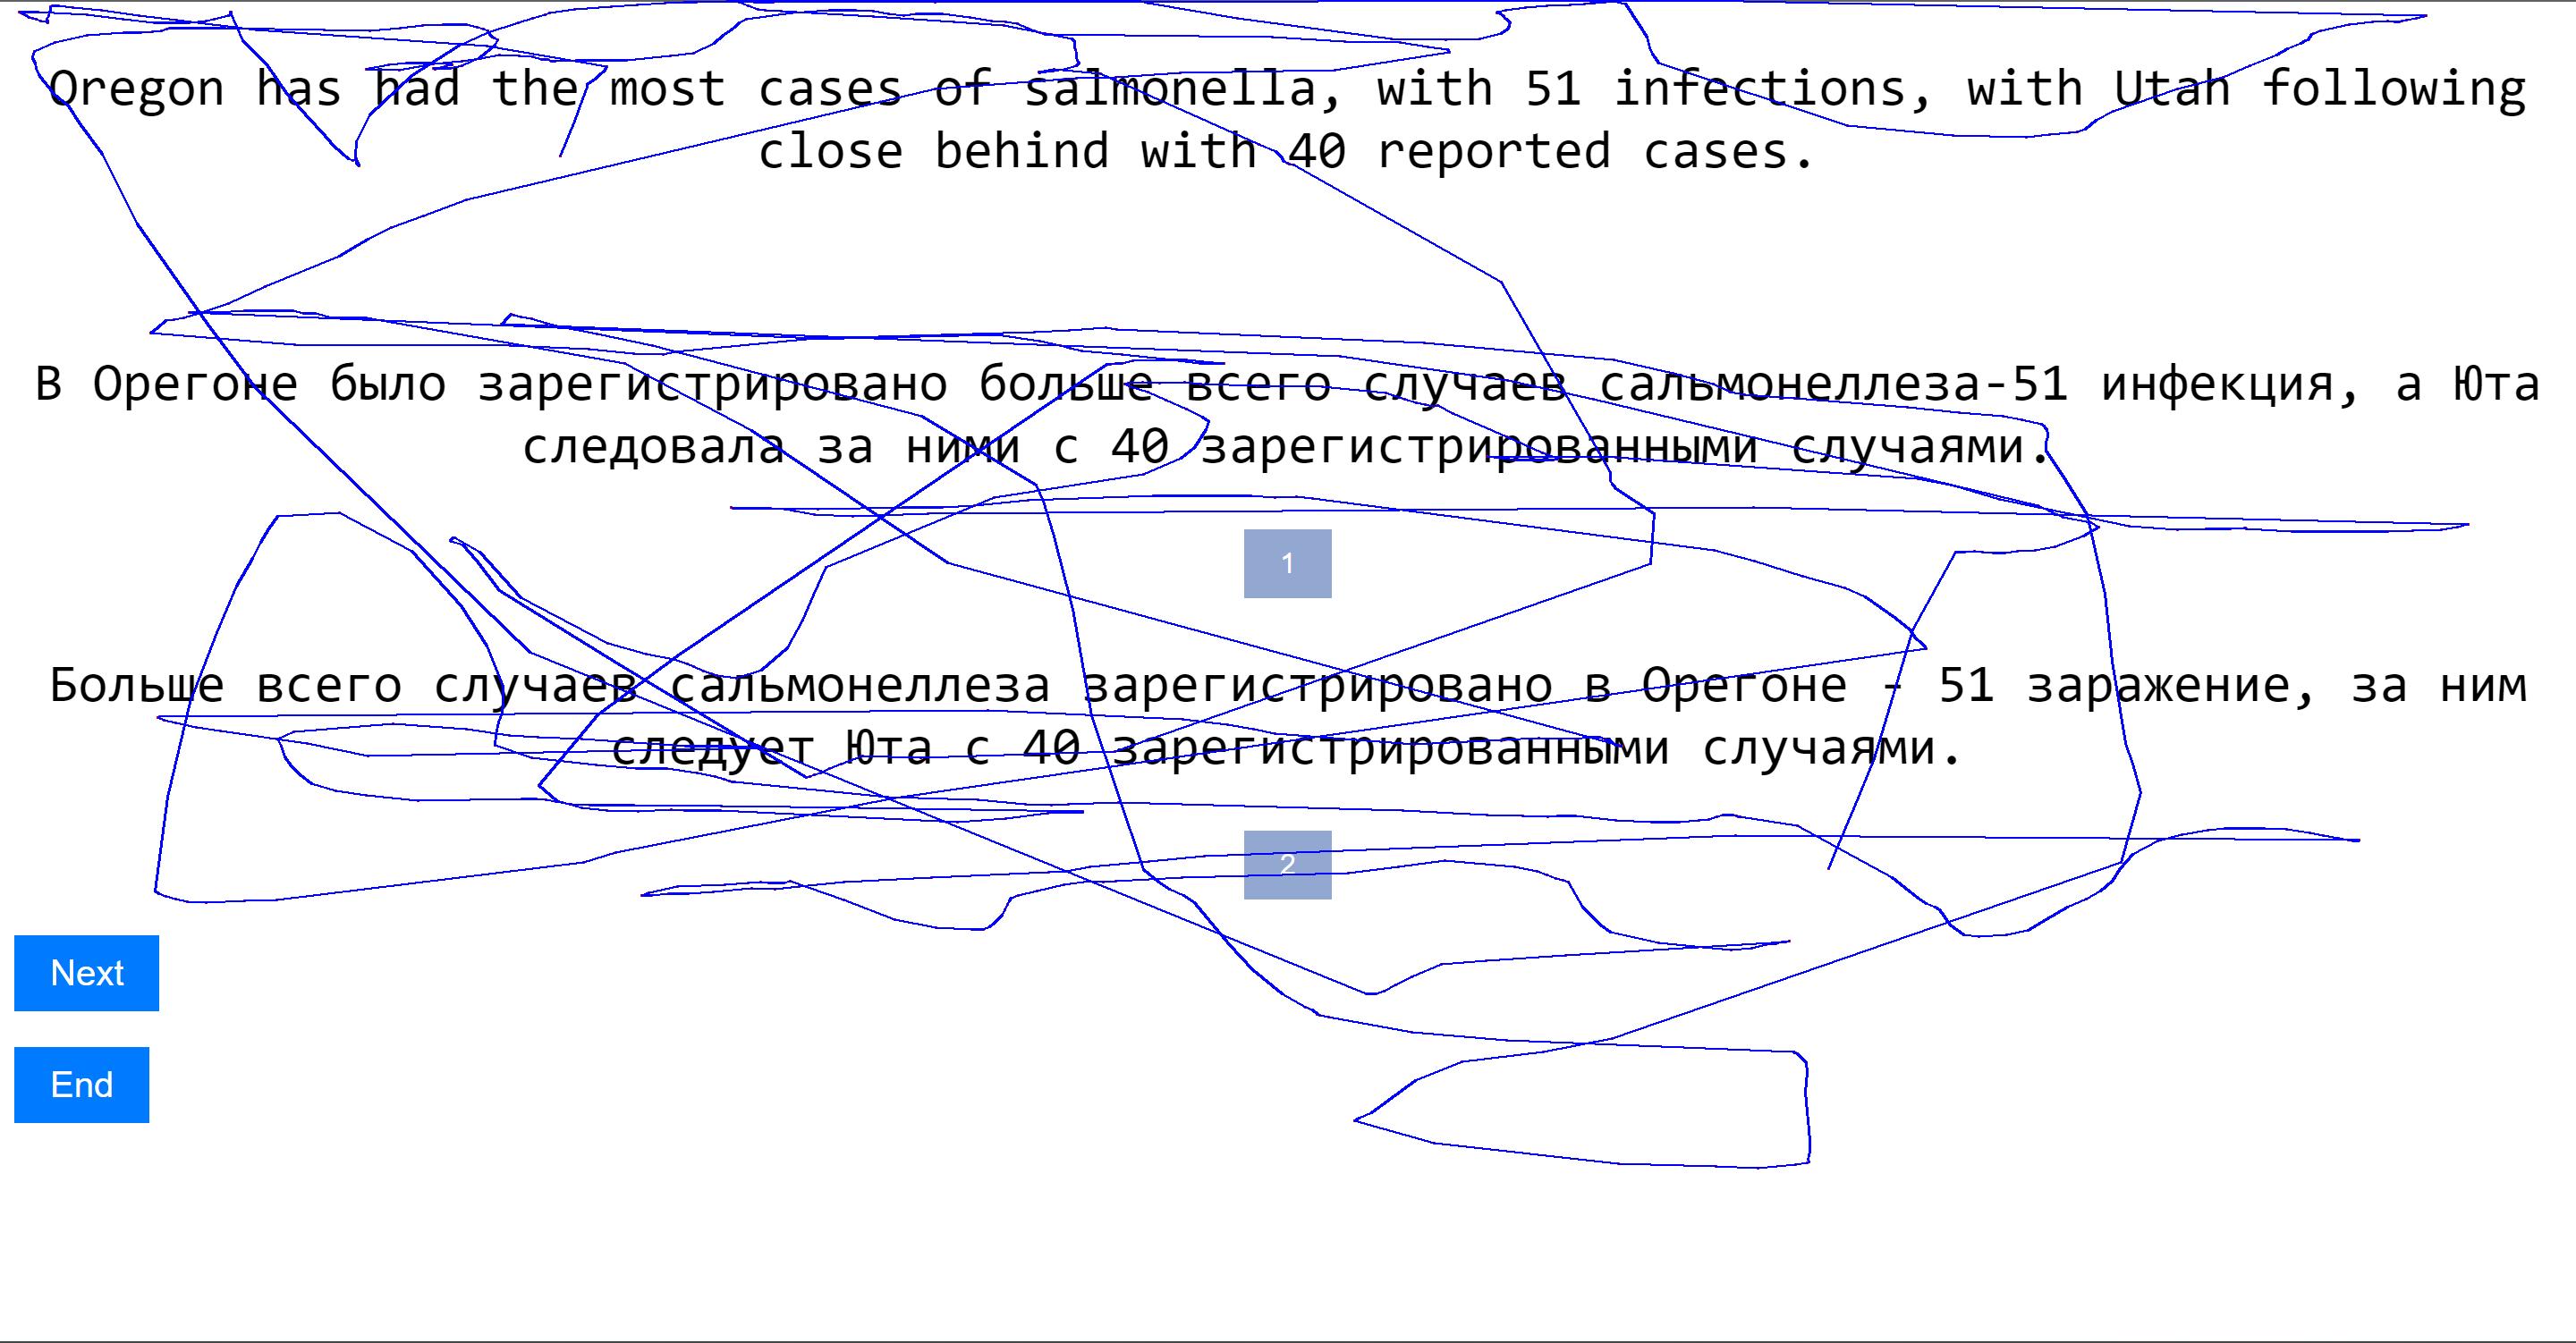 Oregon has had the most cases of salmonella, with 51 infections, with Utah following
close behind with 40 reported cases.
В Орегоне было зарегистрировано больше всего случаев сальмонеллеза-51 инфекция, а Юта
следовала за ними с 40 зарегистрированными случаями.
1
Больше всего случаев сальмонеллеза зарегистрировано в Орегоне - 51 заражение, за ним
следует Юта с 40 зарегистрированными случаями.
2
Next
End